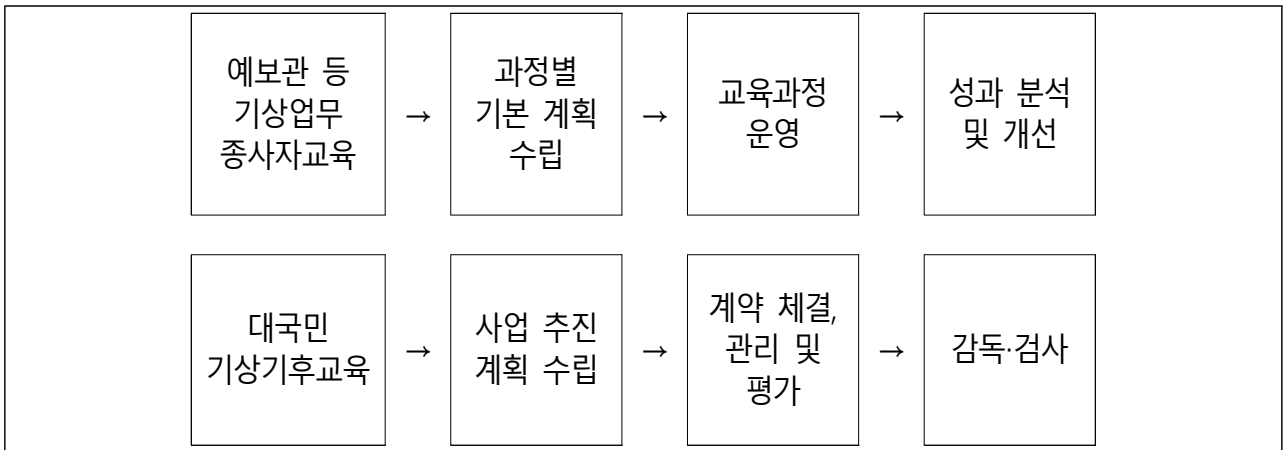 예보관 등
기상업무
종사자교육
→
과정별
기본 계획
수립
→
교육과정
운영
→
성과 분석
및 개선
대국민
기상기후교육
→
사업 추진
계획 수립
→
계약 체결,
관리 및
평가
→
감독·검사